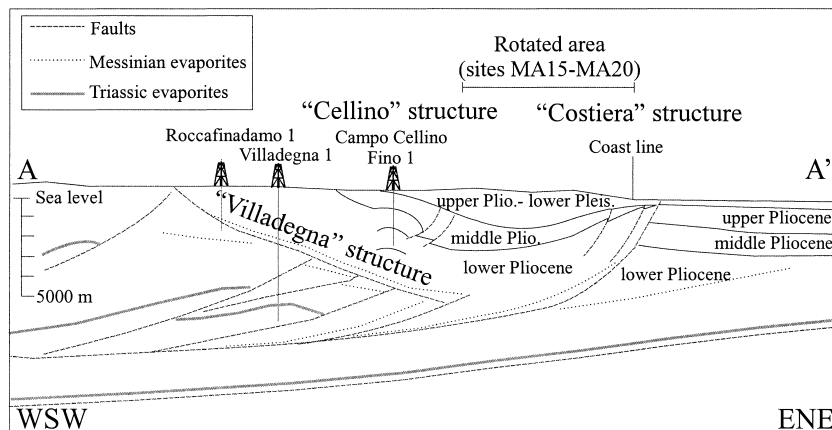 Faults
Messinian evaporites
Triassic evaporites
Rotated area
(sites MA15-MA20)
“Cellino” structure
“Costiera” structure
Roccafinadamo 1
Villadegna 1
Campo Cellino
Fino 1
Coast line
A
A’
Sea level
5000 m
“Villadegna” structure
upper Plio.- lower Pleis.
middle Plio.
lower Pliocene
upper Pliocene
middle Pliocene
lower Pliocene
WSW
ENE